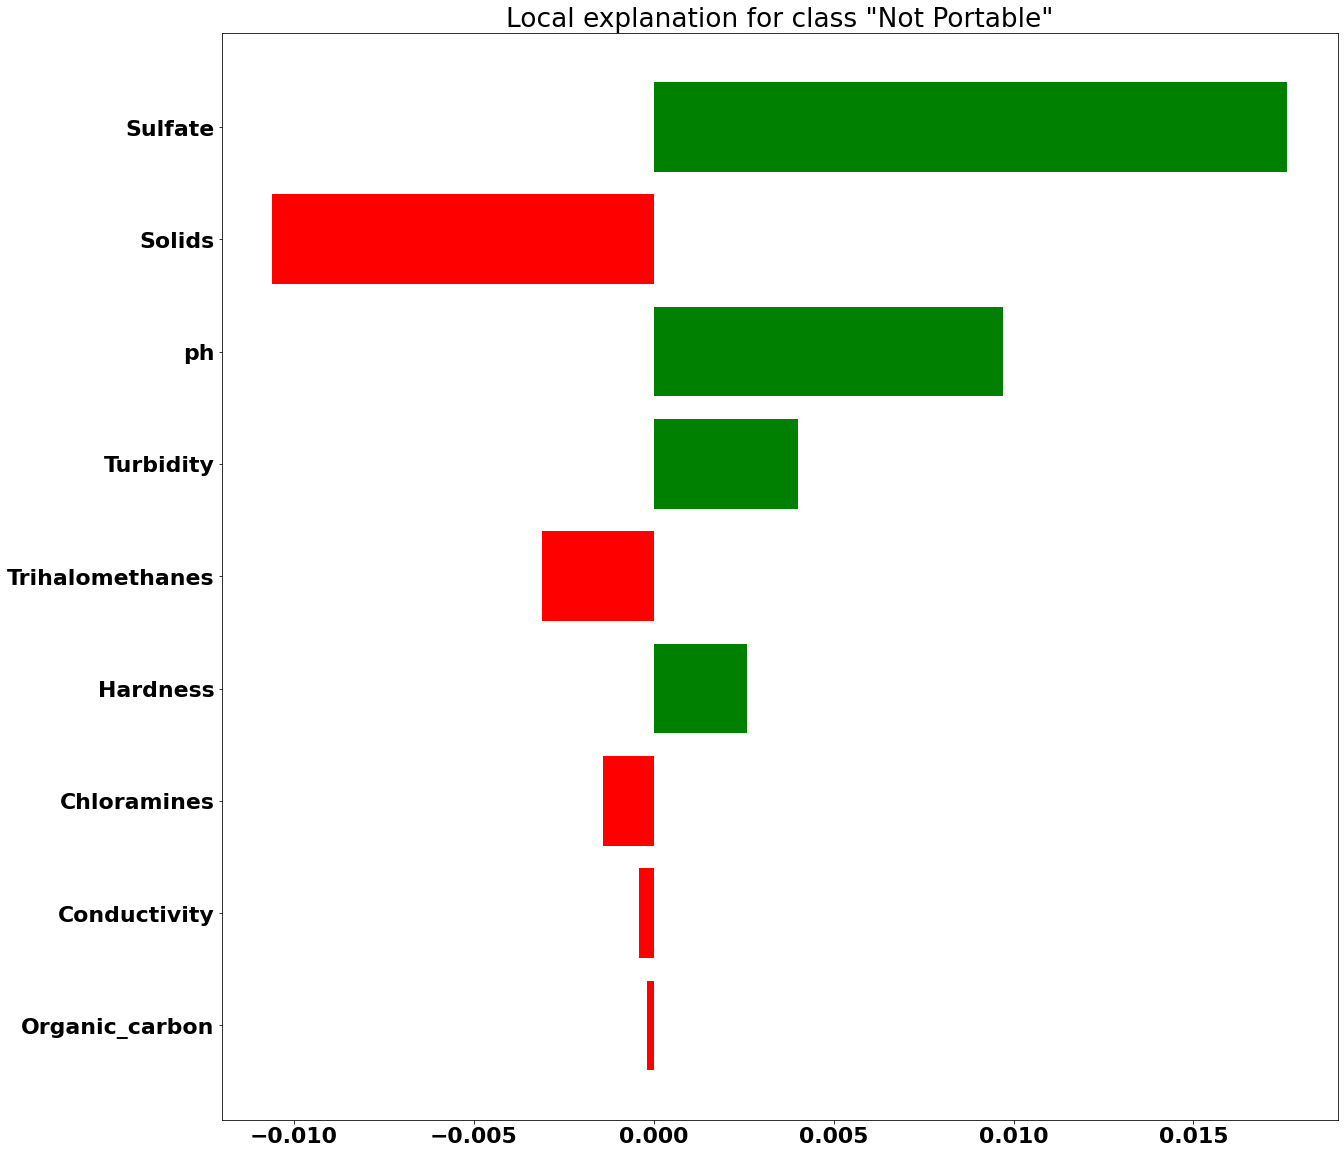 Local explanation for class "Not Portable"
Sulfate
Solids
ph
Turbidity
Trihalomethanes
Hardness
Chloramines
Conductivity
Organic_carbon
−0.010 −0.005 0.000 0.005 0.010 0.015